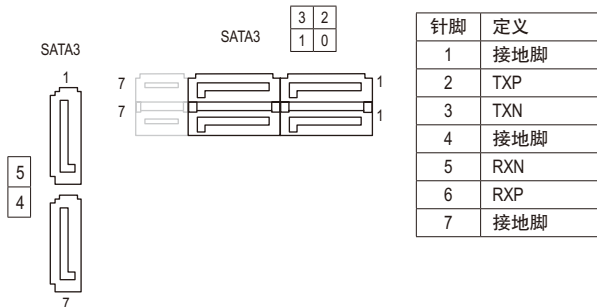 SATA3
1
5
4
7
SATA3
3 2
1 0
7 1
7 1
针脚 定义
1 接地脚
2 TXP
3 TXN
4 接地脚
5 RXN
6 RXP
7 接地脚